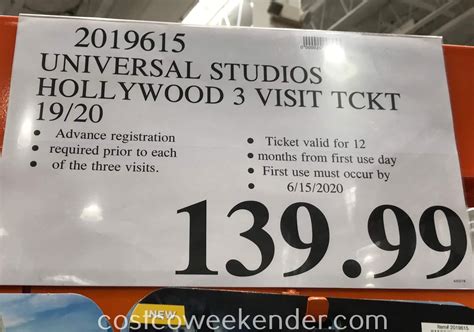 2019615
UNIVERSAL STUDIOS
HOLLYWOOD 3 VISIT TCKT
19/20
• Advance registration
• required prior to each
• of the three visits.
• Ticket valid for 12
• months from first use day
• First use must occur by
6/15/2020
139.99
NEW
Item# 2019615
costcoweekender.com